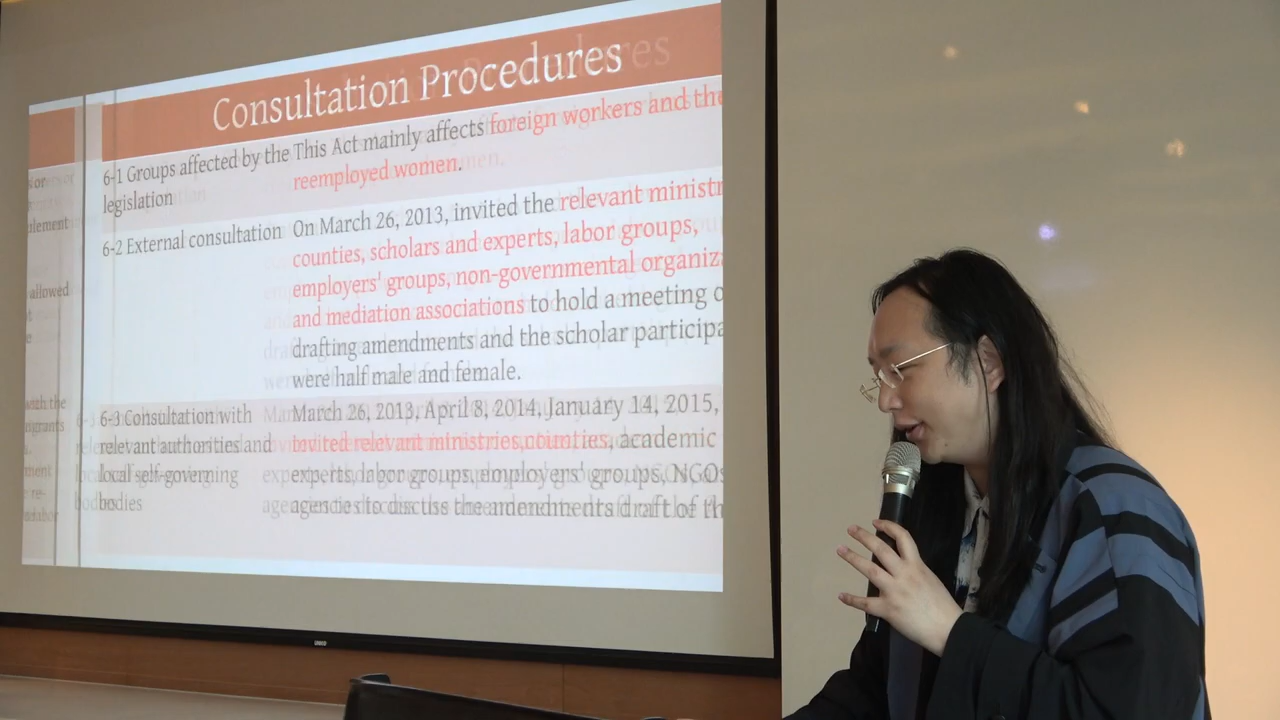 Consultation Procedures
6-1 Groups affected by the
legislation
This Act mainly affects foreign workers and the
reemployed women.
6-2 External consultation
On March 26, 2013, invited the relevant ministr
counties, scholars and experts, labor groups,
employers' groups, non-governmental organiza
and mediation associations to hold a meeting o
drafting amendments and the scholar participa
were half male and female.
6-3 Consultation with
relevant authorities and
local self-governing
bodies
March 26, 2013, April 8, 2014, January 14, 2015,
invited relevant ministries,counties, academic
experts, labor groups, employers' groups, NGOs
agencies to discuss the amendments draft of th
allowed